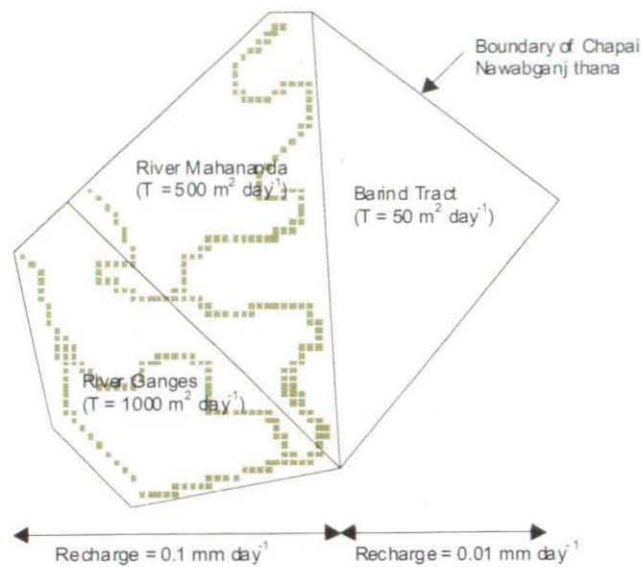 Boundary of Chapai
Nawabganj thana
River Mahananda
(T = 500 m² day⁻¹)
Barind Tract
(T = 50 m² day⁻¹)
River Ganges
(T = 1000 m² day⁻¹)
Recharge = 0.1 mm day⁻¹
Recharge = 0.01 mm day⁻¹